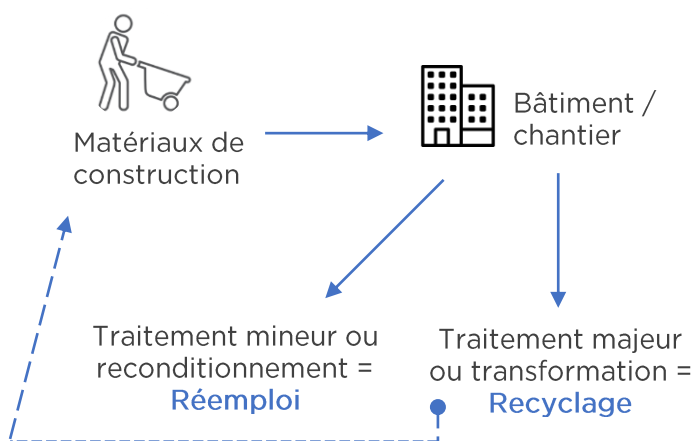 Matériaux de
construction
Bâtiment /
chantier
Traitement mineur ou
reconditionnement =
Réemploi
Traitement majeur
ou transformation =
Recyclage